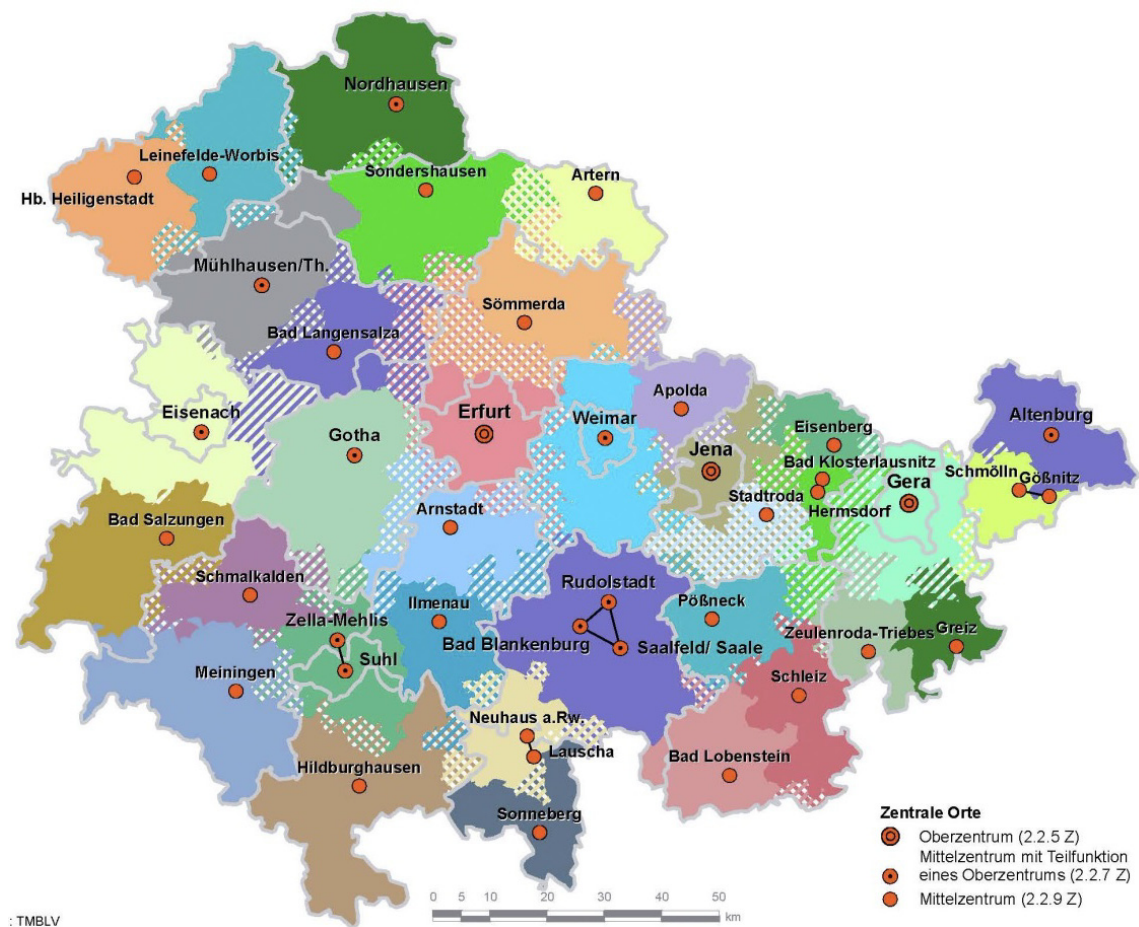 Nordhausen
Leinefelde-Worbis
Sondershausen
Artern
Hb. Heiligenstadt
Mühlhausen/Th.
Sömmerda
Bad Langensalza
Apolda
Altenburg
Eisenach
Erfurt
Weimar
Eisenberg
Gotha
Jena
Bad Klosterlausnitz
Schmölln
Gößnitz
Gera
Stadtroda
Hermsdorf
Bad Salzungen
Arnstadt
Schmalkalden
Rudolstadt
Ilmenau
Pößneck
Zella-Mehlis
Bad Blankenburg
Saalfeld/ Saale
Zeulenroda-Triebes
Greiz
Suhl
Meiningen
Schleiz
Neuhaus a.Rw.
Lauscha
Bad Lobenstein
Hildburghausen
Sonneberg
Zentrale Orte
Oberzentrum (2.2.5 Z)
Mittelzentrum mit Teilfunktion
eines Oberzentrums (2.2.7 Z)
Mittelzentrum (2.2.9 Z)
0 10 20 30 40 50
km
: TMBLV